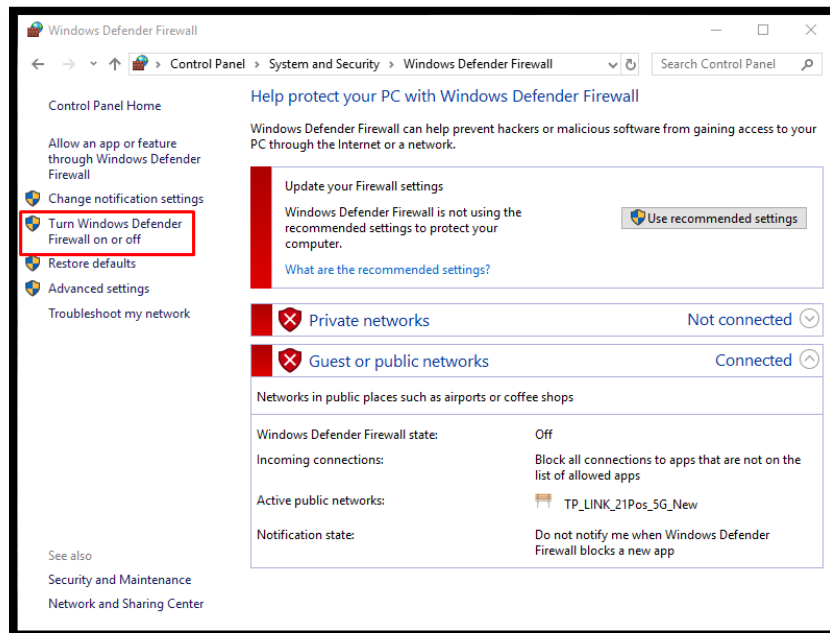 Windows Defender Firewall
Control Panel > System and Security > Windows Defender Firewall
Search Control Panel
Control Panel Home
Allow an app or feature
through Windows Defender
Firewall
Change notification settings
Turn Windows Defender
Firewall on or off
Restore defaults
Advanced settings
Troubleshoot my network
See also
Security and Maintenance
Network and Sharing Center
Help protect your PC with Windows Defender Firewall
Windows Defender Firewall can help prevent hackers or malicious software from gaining access to your
PC through the Internet or a network.
Update your Firewall settings
Windows Defender Firewall is not using the
recommended settings to protect your
computer.
What are the recommended settings?
Use recommended settings
Private networks Not connected
Guest or public networks Connected
Networks in public places such as airports or coffee shops
Windows Defender Firewall state: Off
Incoming connections: Block all connections to apps that are not on the
list of allowed apps
Active public networks: TP_LINK_21Pos_5G_New
Notification state: Do not notify me when Windows Defender
Firewall blocks a new app